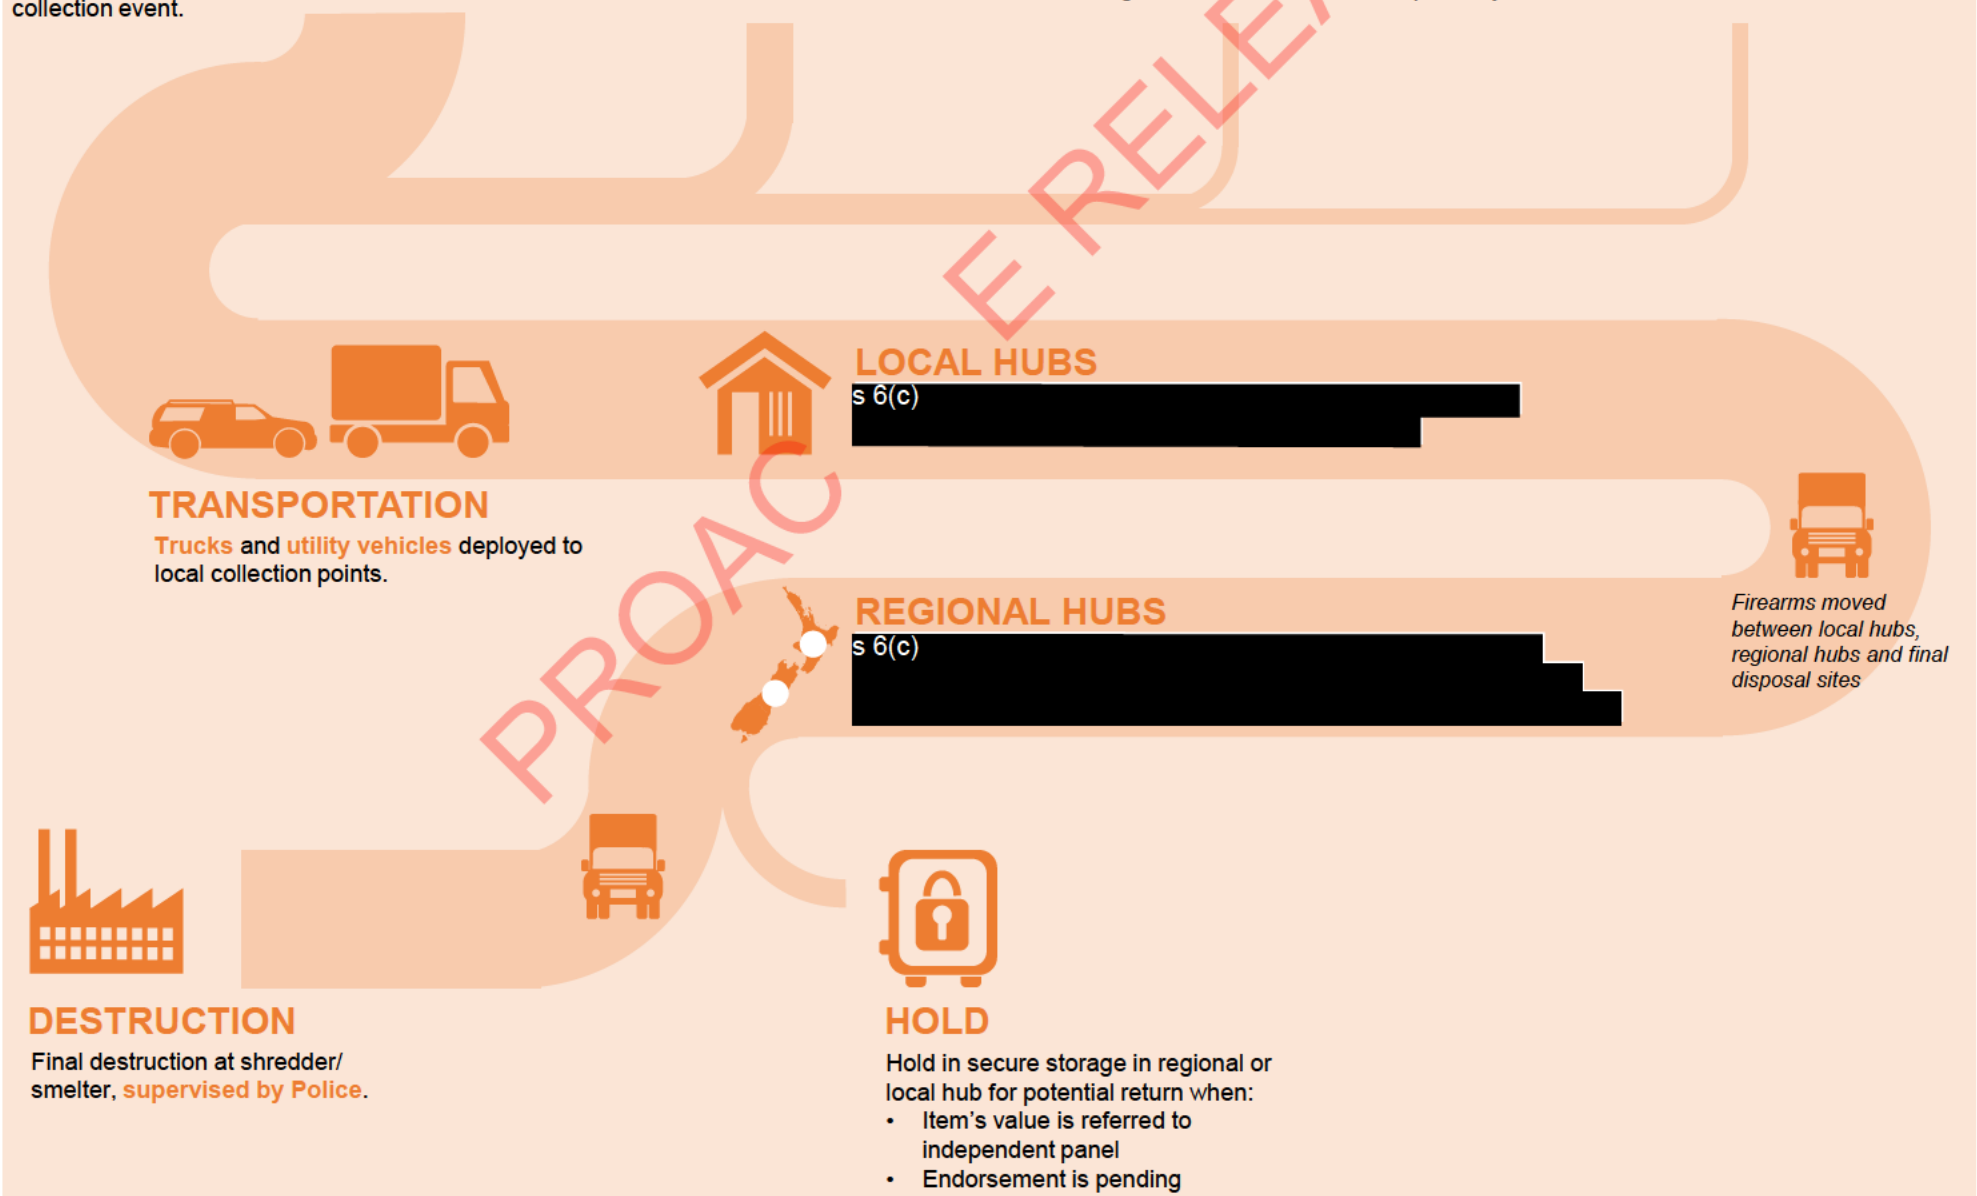 collection event.
LOCAL HUBS
s 6(c)
TRANSPORTATION
Trucks and utility vehicles deployed to
local collection points.
REGIONAL HUBS
s 6(c)
Firearms moved
between local hubs,
regional hubs and final
disposal sites
DESTRUCTION
Final destruction at shredder/
smelter, supervised by Police.
HOLD
Hold in secure storage in regional or
local hub for potential return when:
• Item's value is referred to
independent panel
• Endorsement is pending
PROAC E RELEA